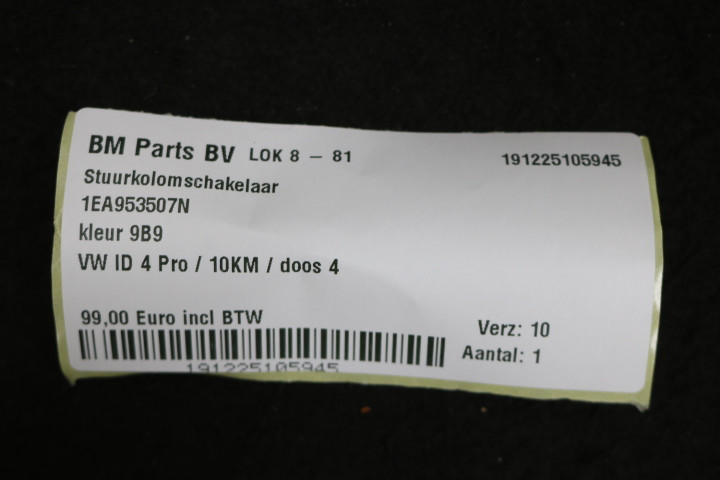 BM Parts BV LOK 8 – 81 191225105945
Stuurkolomschakelaar
1EA953507N
kleur 9B9
VW ID 4 Pro / 10KM / doos 4
99,00 Euro incl BTW
Verz: 10
Aantal: 1
191225105945